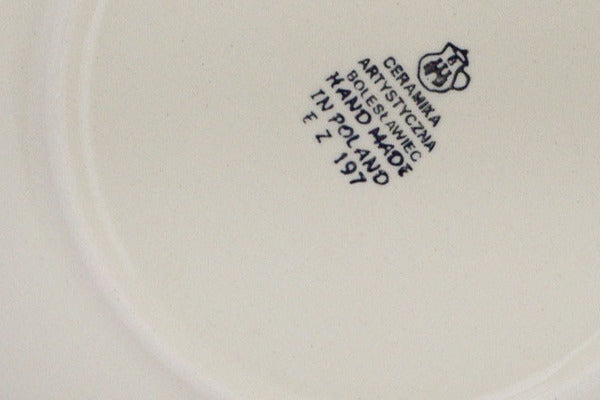 CERAMIKA
ARTYSTYCZNA
BOLESŁAWIEC
HAND MADE
IN POLAND
E Z 197